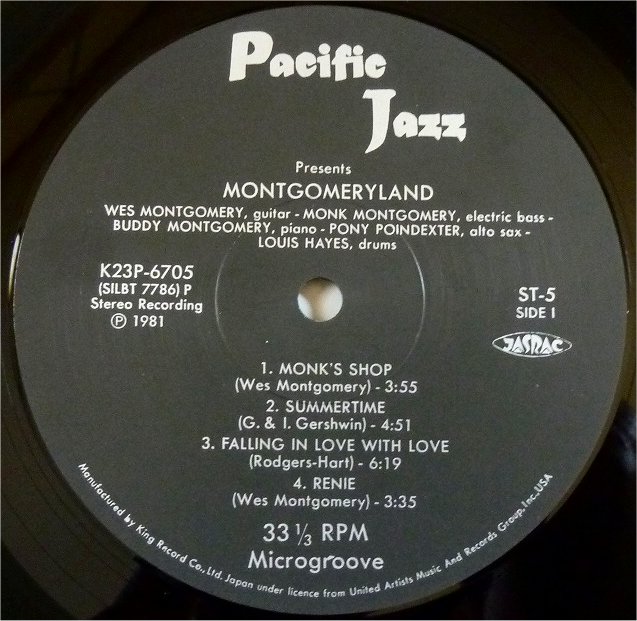 Pacific
Jazz
Presents
MONTGOMERYLAND
WES MONTGOMERY, guitar - MONK MONTGOMERY, electric bass -
BUDDY MONTGOMERY, piano - PONY POINDEXTER, alto sax -
LOUIS HAYES, drums
K23P-6705
(SILBT 7786) P
Stereo Recording
℗ 1981
ST-5
SIDE I
JASRAC
1. MONK'S SHOP
(Wes Montgomery) - 3:55
2. SUMMERTIME
(G. & I. Gershwin) - 4:51
3. FALLING IN LOVE WITH LOVE
(Rodgers-Hart) - 6:19
4. RENIE
(Wes Montgomery) - 3:35
33 ⅓ RPM
Microgroove
Manufactured by King Record Co., Ltd. Japan under licence from United Artists Music And Records Group, Inc., USA